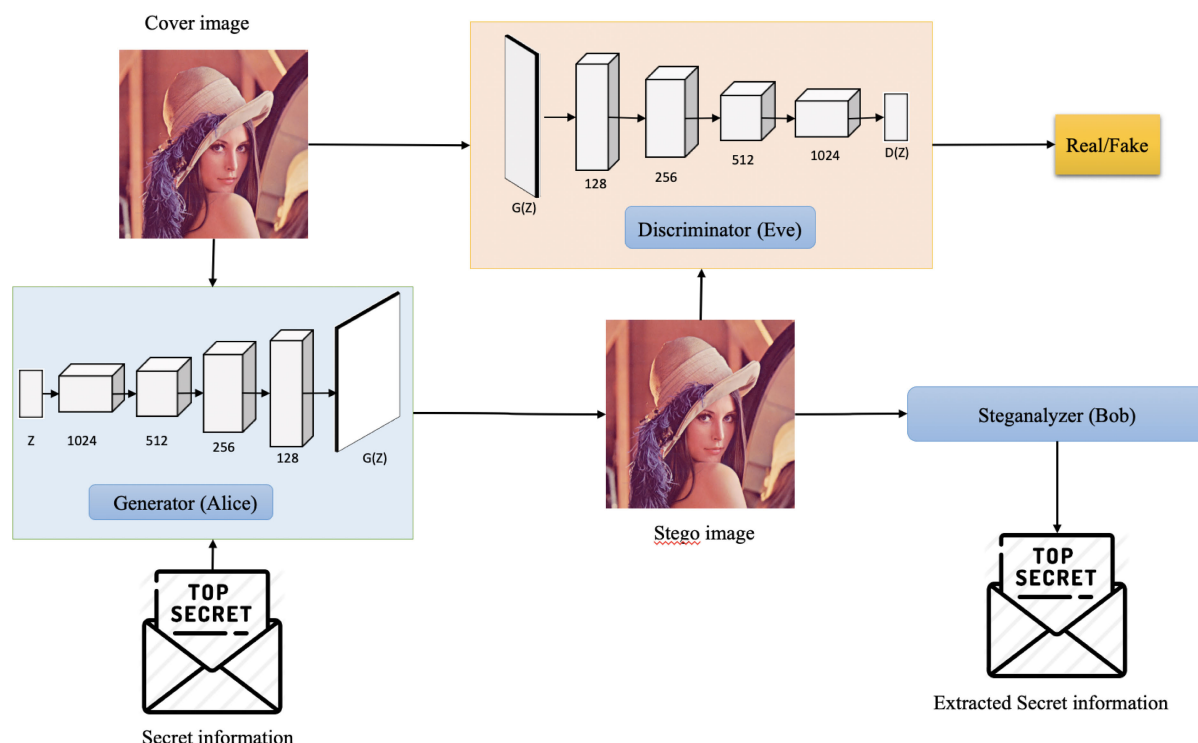 Cover image
G(Z)
128
256
512
1024
D(Z)
Discriminator (Eve)
Real/Fake
Z
1024
512
256
128
G(Z)
Generator (Alice)
Stego image
Steganalyzer (Bob)
TOP
SECRET
Secret information
TOP
SECRET
Extracted Secret information